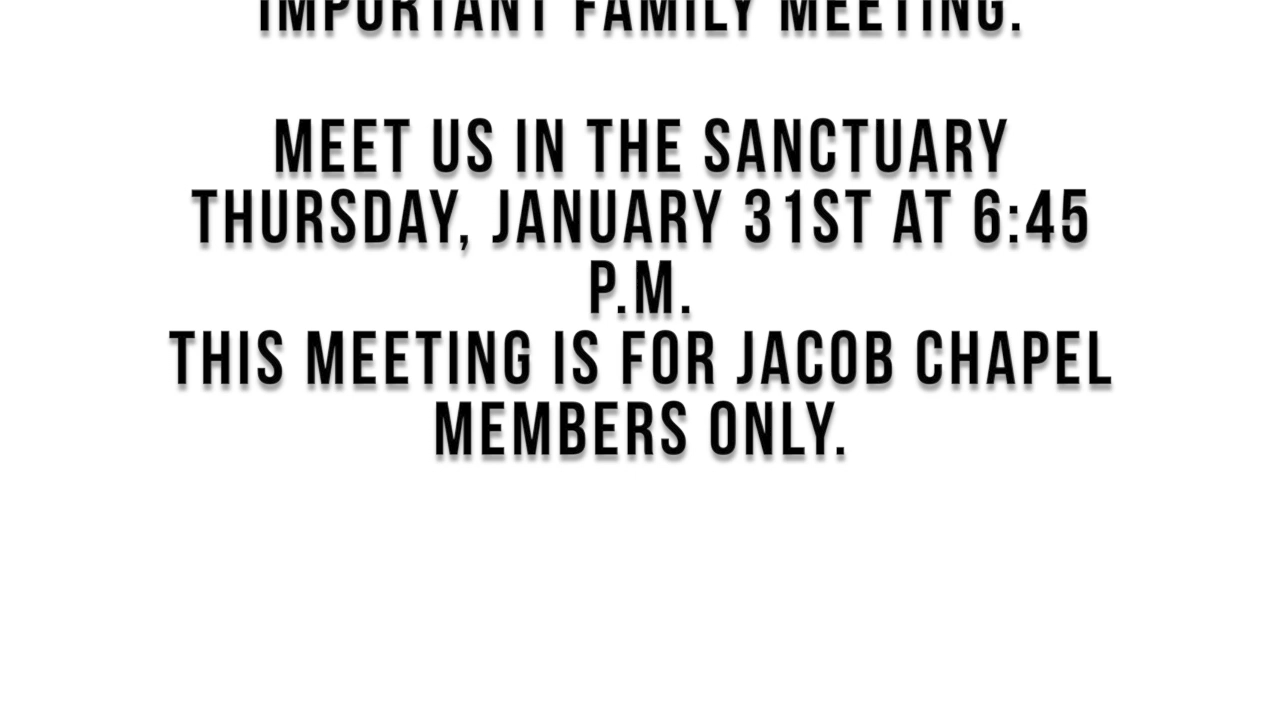 IMPORTANT FAMILY MEETING.
MEET US IN THE SANCTUARY
THURSDAY, JANUARY 31ST AT 6:45
P.M.
THIS MEETING IS FOR JACOB CHAPEL
MEMBERS ONLY.